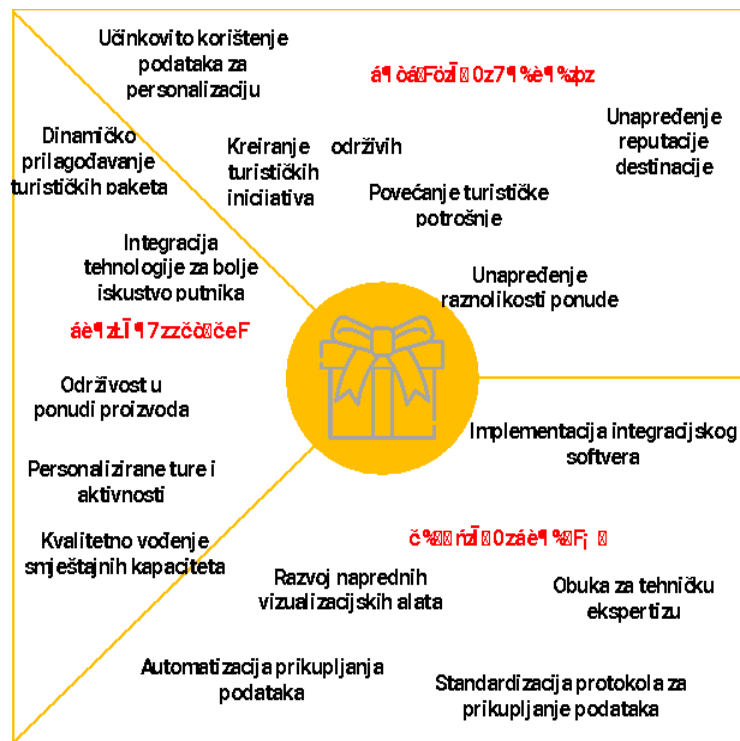 Učinkovito korištenje
podataka za
personalizaciju
Dinamičko
prilagođavanje
turističkih paketa
Kreiranje održivih
turističkih
inicijativa
Unapređenje
reputacije
destinacije
Povećanje turističke
potrošnje
Integracija
tehnologije za bolje
iskustvo putnika
Unapređenje
raznolikosti ponude
Održivost u
ponudi proizvoda
Personalizirane ture i
aktivnosti
Kvalitetno vođenje
smještajnih kapaciteta
Implementacija integracijskog
softvera
Razvoj naprednih
vizualizacijskih alata
Obuka za tehničku
ekspertizu
Automatizacija prikupljanja
podataka
Standardizacija protokola za
prikupljanje podataka